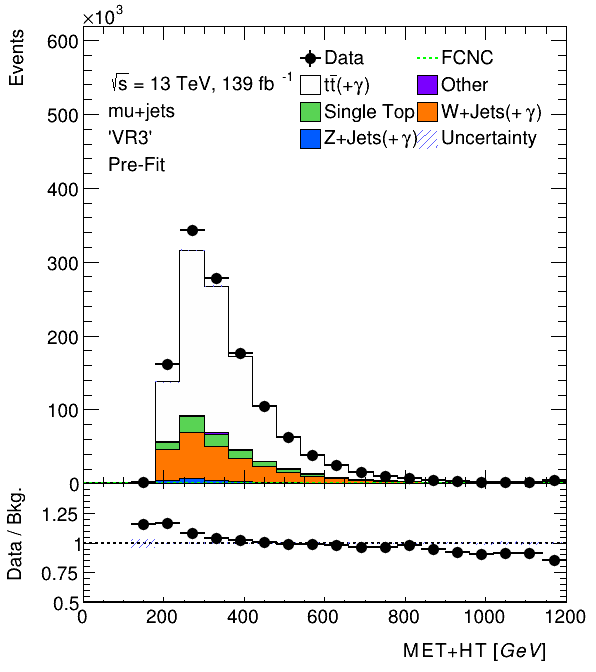 ×10³
Events
600
500
400
300
200
100
0
√s = 13 TeV, 139 fb⁻¹
mu+jets
'VR3'
Pre-Fit
Data
FCNC
tt̄(+γ)
Other
Single Top
W+Jets(+γ)
Z+Jets(+γ)
Uncertainty
Data / Bkg.
1.25
1
0.75
0.5
0 200 400 600 800 1000 1200
MET+HT [GeV]